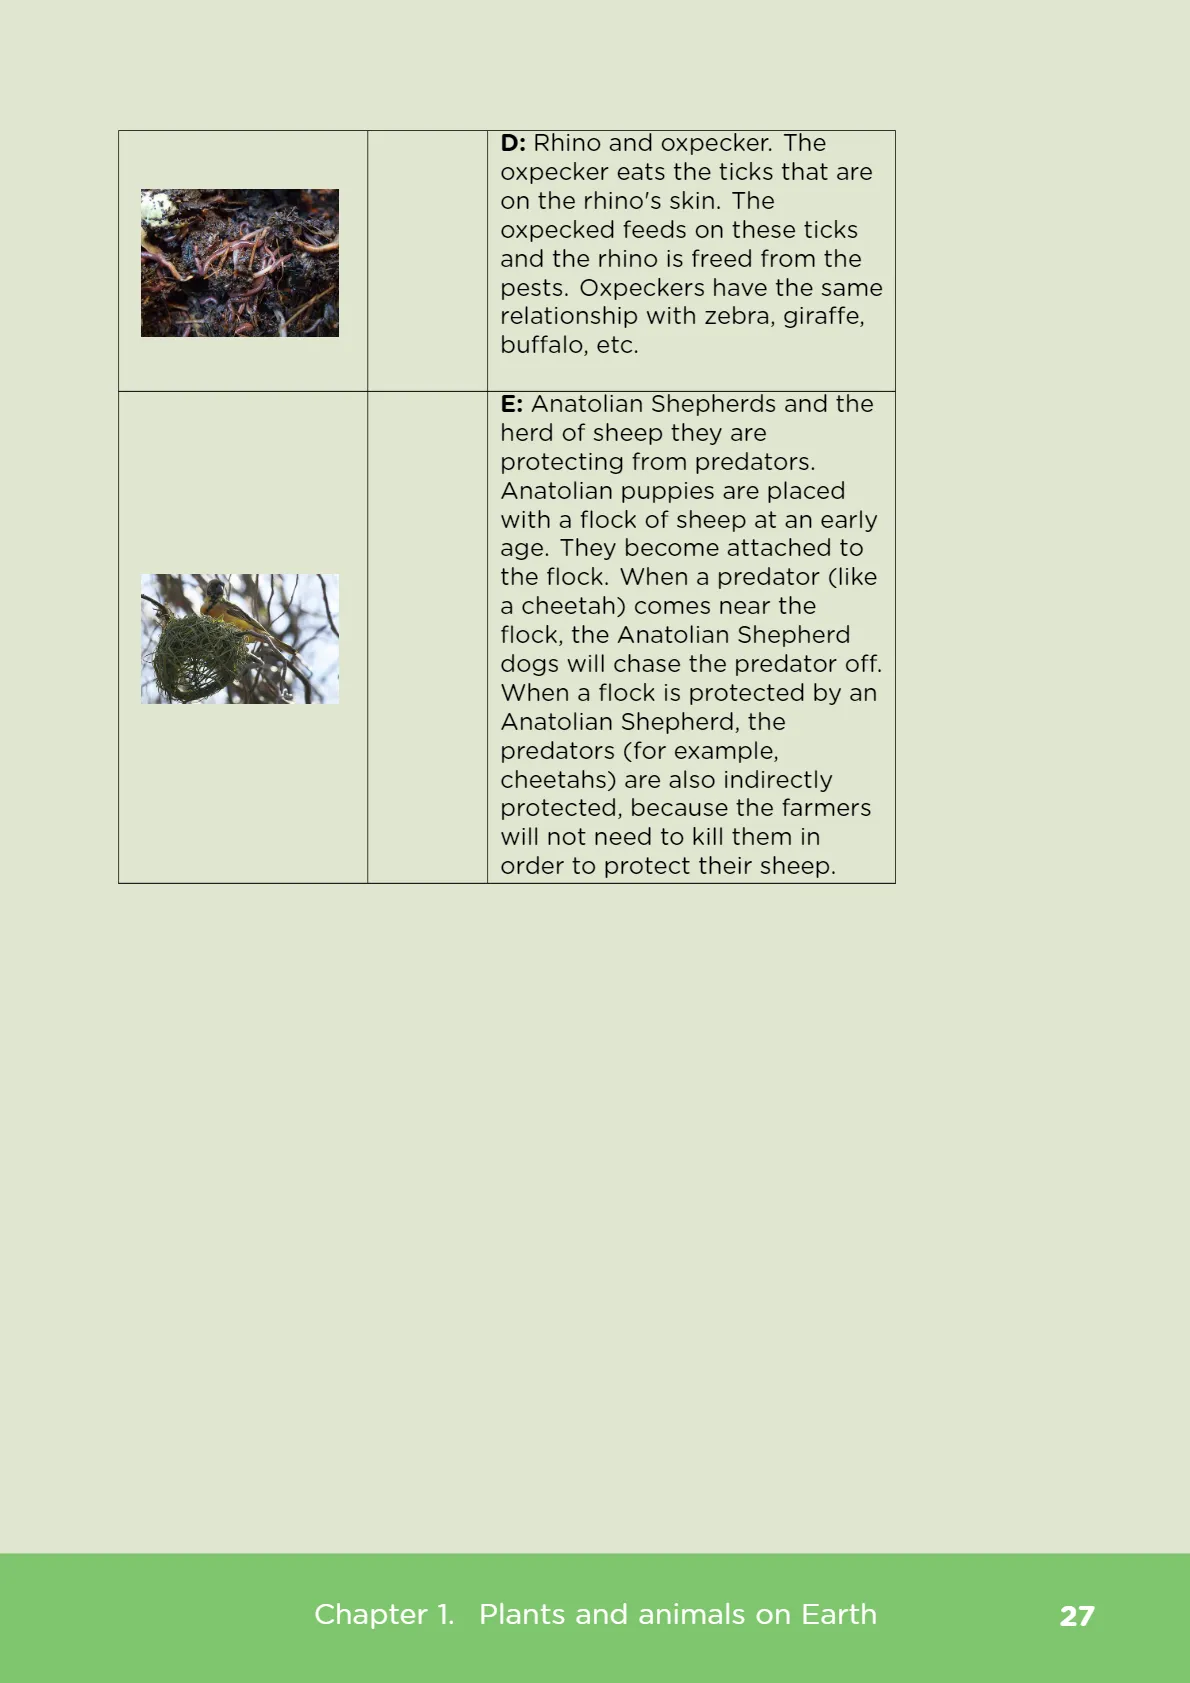 D: Rhino and oxpecker. The
oxpecker eats the ticks that are
on the rhino's skin. The
oxpecked feeds on these ticks
and the rhino is freed from the
pests. Oxpeckers have the same
relationship with zebra, giraffe,
buffalo, etc.
E: Anatolian Shepherds and the
herd of sheep they are
protecting from predators.
Anatolian puppies are placed
with a flock of sheep at an early
age. They become attached to
the flock. When a predator (like
a cheetah) comes near the
flock, the Anatolian Shepherd
dogs will chase the predator off.
When a flock is protected by an
Anatolian Shepherd, the
predators (for example,
cheetahs) are also indirectly
protected, because the farmers
will not need to kill them in
order to protect their sheep.
Chapter 1. Plants and animals on Earth 27